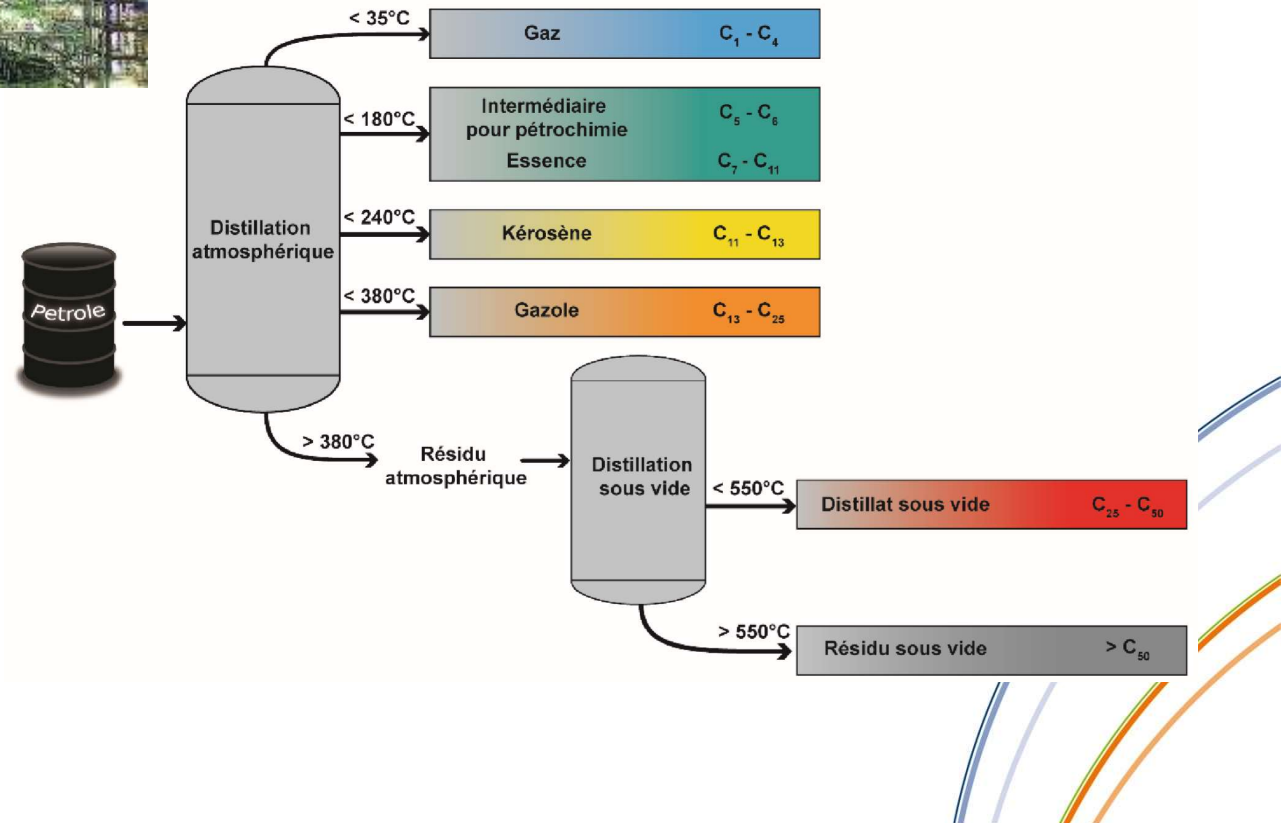 < 35°C
Gaz C₁ - C₄
< 180°C
Intermédiaire
pour pétrochimie C₅ - C₆
Essence C₇ - C₁₁
< 240°C
Kérosène C₁₁ - C₁₃
Distillation
atmosphérique
Petrole
< 380°C
Gazole C₁₃ - C₂₅
> 380°C
Résidu
atmosphérique
Distillation
sous vide
< 550°C
Distillat sous vide C₂₅ - C₅₀
> 550°C
Résidu sous vide > C₅₀